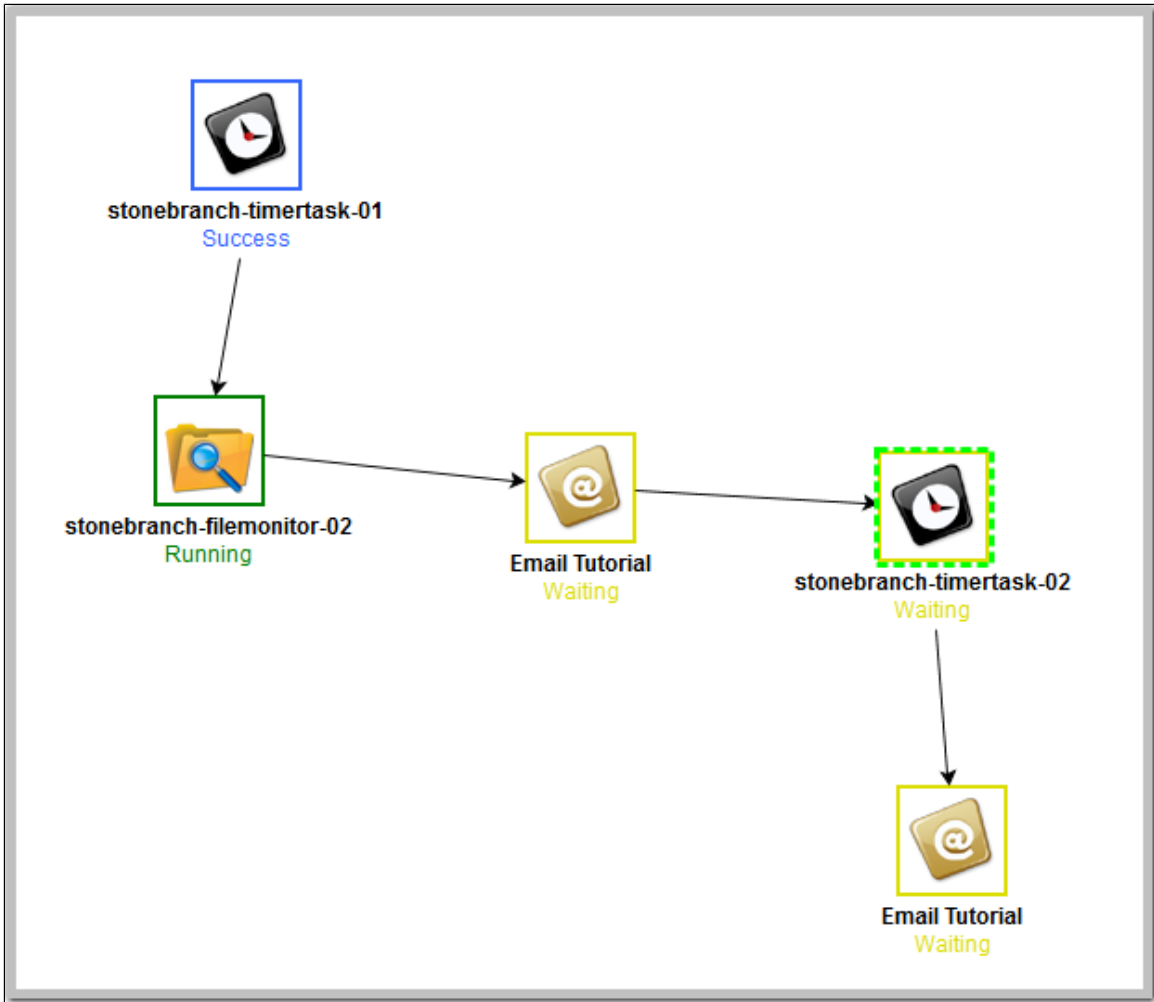 stonebranch-timertask-01
Success
stonebranch-filemonitor-02
Running
@
Email Tutorial
Waiting
stonebranch-timertask-02
Waiting
@
Email Tutorial
Waiting